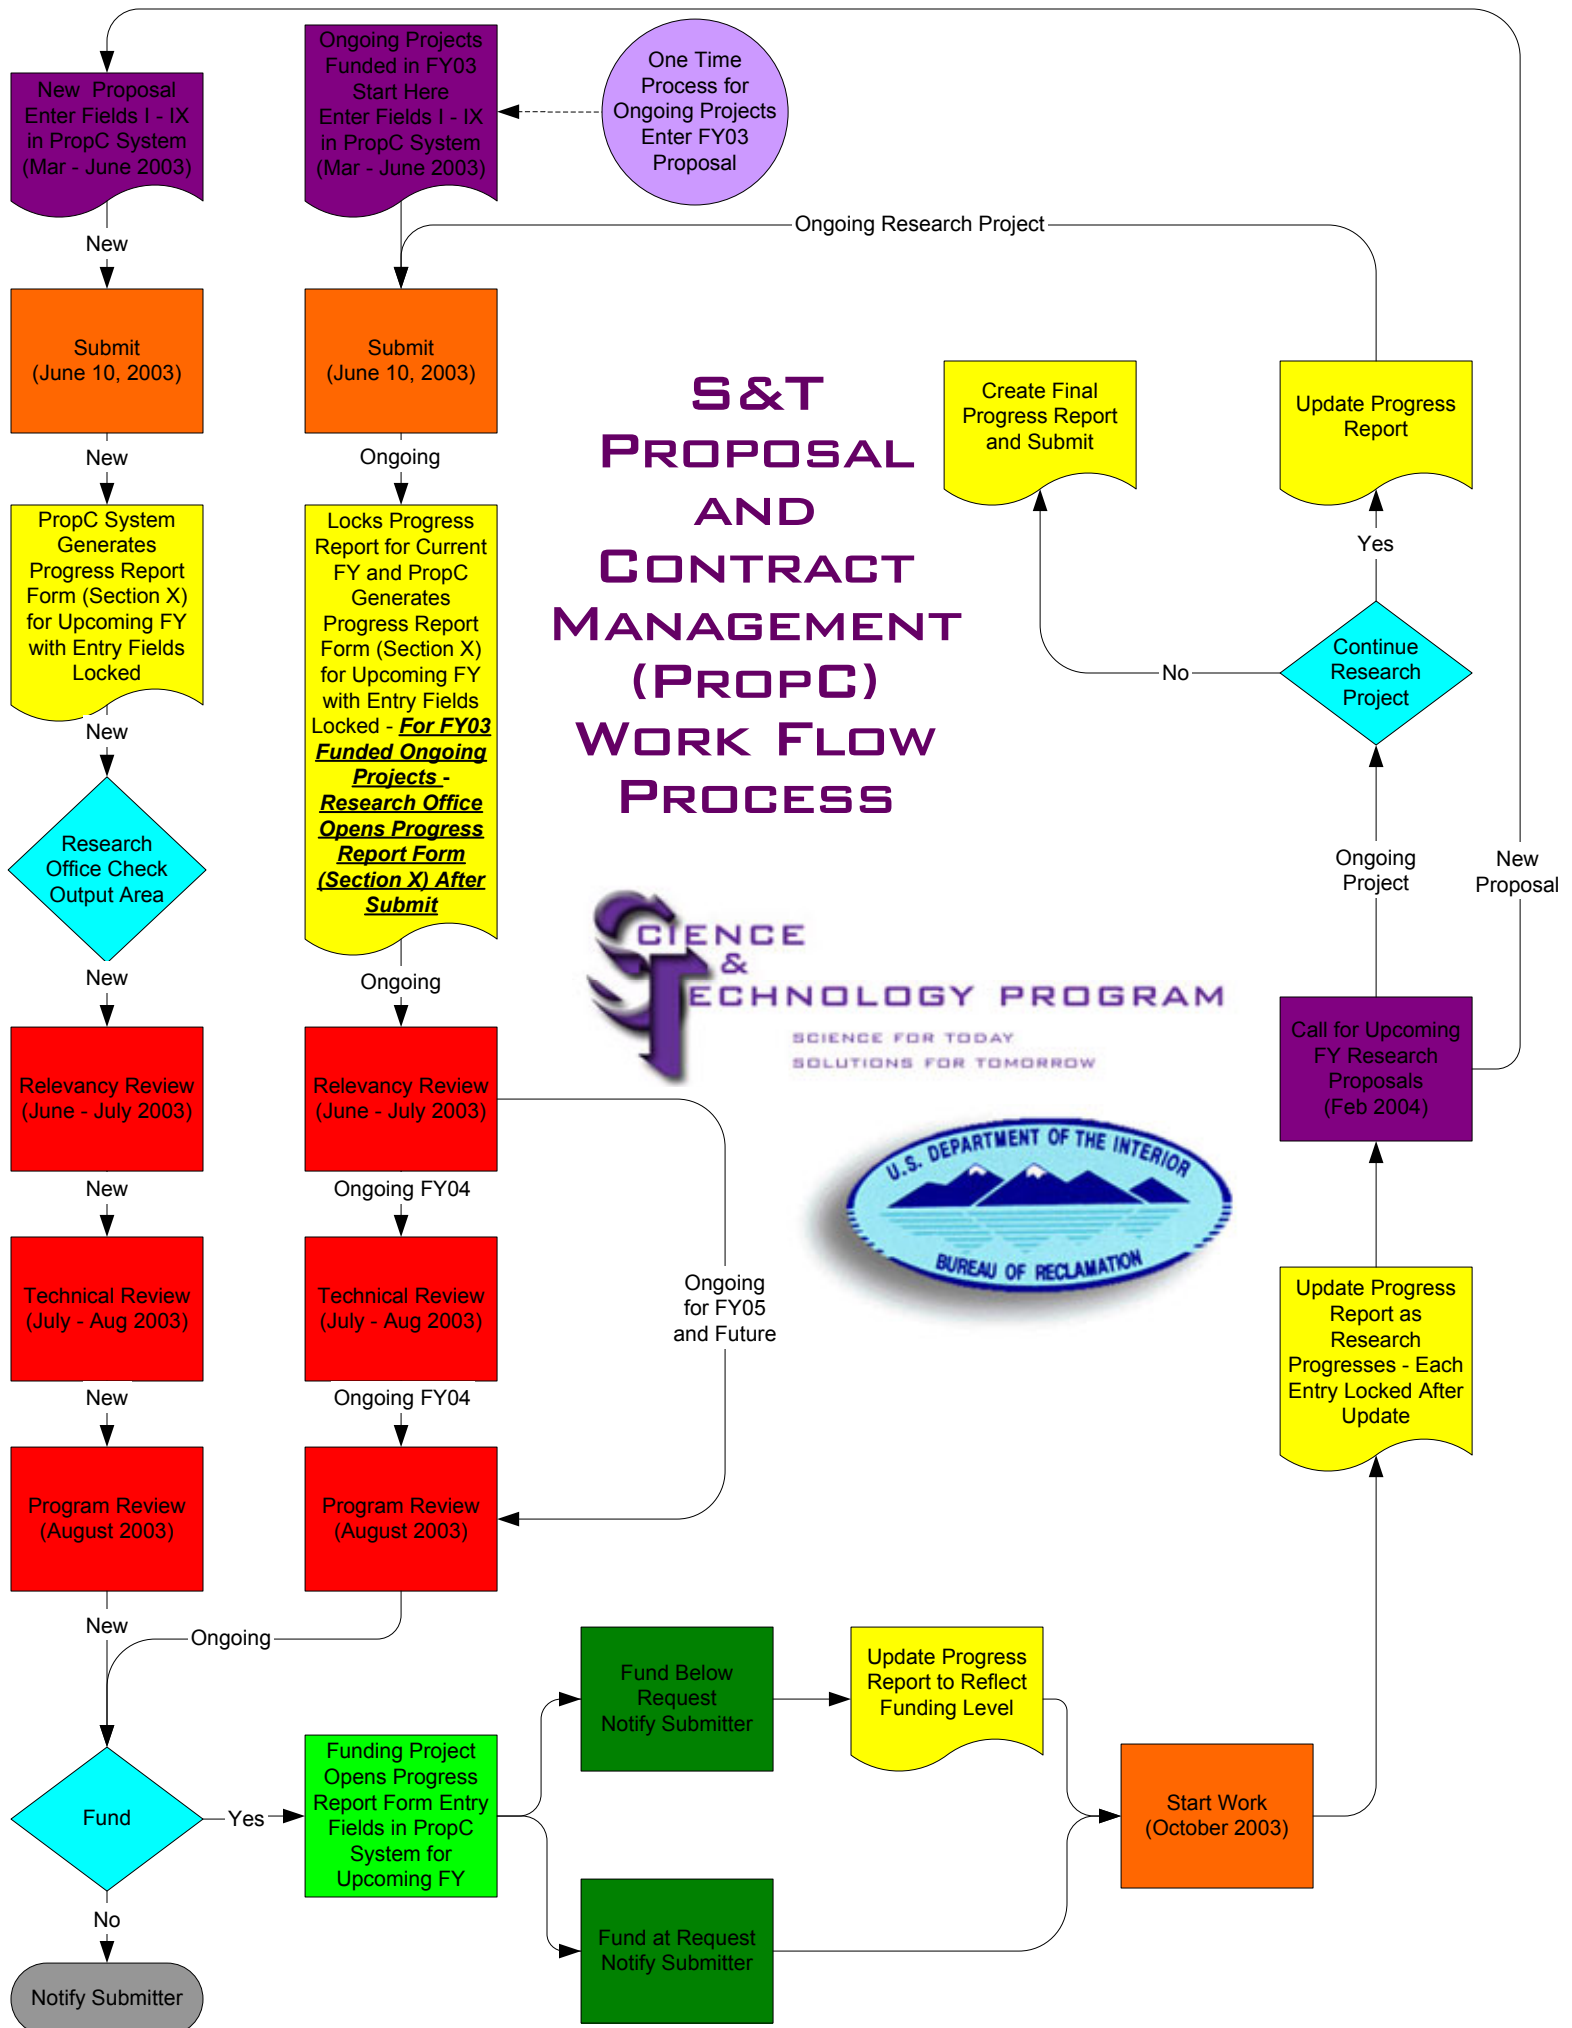 New Proposal
Enter Fields I - IX
in PropC System
(Mar - June 2003)
Ongoing Projects
Funded in FY03
Start Here
Enter Fields I - IX
in PropC System
(Mar - June 2003)
One Time
Process for
Ongoing Projects
Enter FY03
Proposal
New
Ongoing Research Project
Submit
(June 10, 2003)
Submit
(June 10, 2003)
S&T
PROPOSAL
AND
CONTRACT
MANAGEMENT
(PROPC)
WORK FLOW
PROCESS
Create Final
Progress Report
and Submit
Update Progress
Report
New
Ongoing
PropC System
Generates
Progress Report
Form (Section X)
for Upcoming FY
with Entry Fields
Locked
Locks Progress
Report for Current
FY and PropC
Generates
Progress Report
Form (Section X)
for Upcoming FY
with Entry Fields
Locked - For FY03
Funded Ongoing
Projects -
Research Office
Opens Progress
Report Form
(Section X) After
Submit
Yes
No
Continue
Research
Project
New
Research
Office Check
Output Area
Ongoing
Project
New
Proposal
SCIENCE
&
TECHNOLOGY PROGRAM
SCIENCE FOR TODAY
SOLUTIONS FOR TOMORROW
New
Ongoing
Relevancy Review
(June - July 2003)
Relevancy Review
(June - July 2003)
Call for Upcoming
FY Research
Proposals
(Feb 2004)
U.S. DEPARTMENT OF THE INTERIOR
BUREAU OF RECLAMATION
New
Ongoing FY04
Technical Review
(July - Aug 2003)
Technical Review
(July - Aug 2003)
Ongoing
for FY05
and Future
Update Progress
Report as
Research
Progresses - Each
Entry Locked After
Update
New
Ongoing FY04
Program Review
(August 2003)
Program Review
(August 2003)
New
Ongoing
Fund Below
Request
Notify Submitter
Update Progress
Report to Reflect
Funding Level
Fund
Yes
Funding Project
Opens Progress
Report Form Entry
Fields in PropC
System for
Upcoming FY
Start Work
(October 2003)
No
Fund at Request
Notify Submitter
Notify Submitter